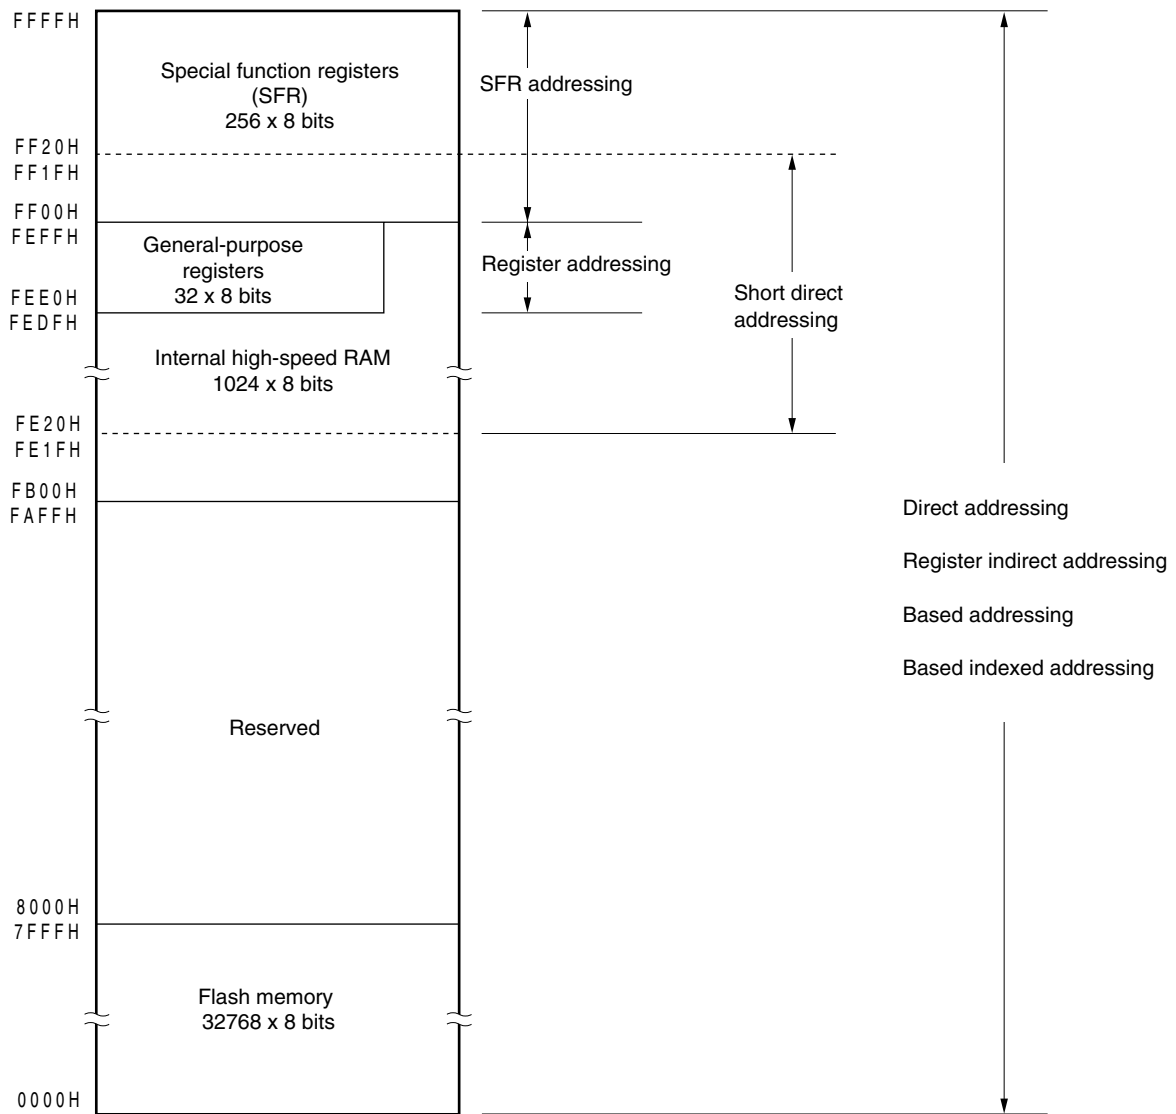 FFFFH
Special function registers
(SFR)
256 x 8 bits
SFR addressing
FF20H
FF1FH
FF00H
FEFFH
General-purpose
registers
32 x 8 bits
Register addressing
FEE0H
FEDFH
Short direct
addressing
Internal high-speed RAM
1024 x 8 bits
FE20H
FE1FH
FB00H
FAFFH
Direct addressing
Register indirect addressing
Based addressing
Based indexed addressing
Reserved
8000H
7FFFH
Flash memory
32768 x 8 bits
0000H